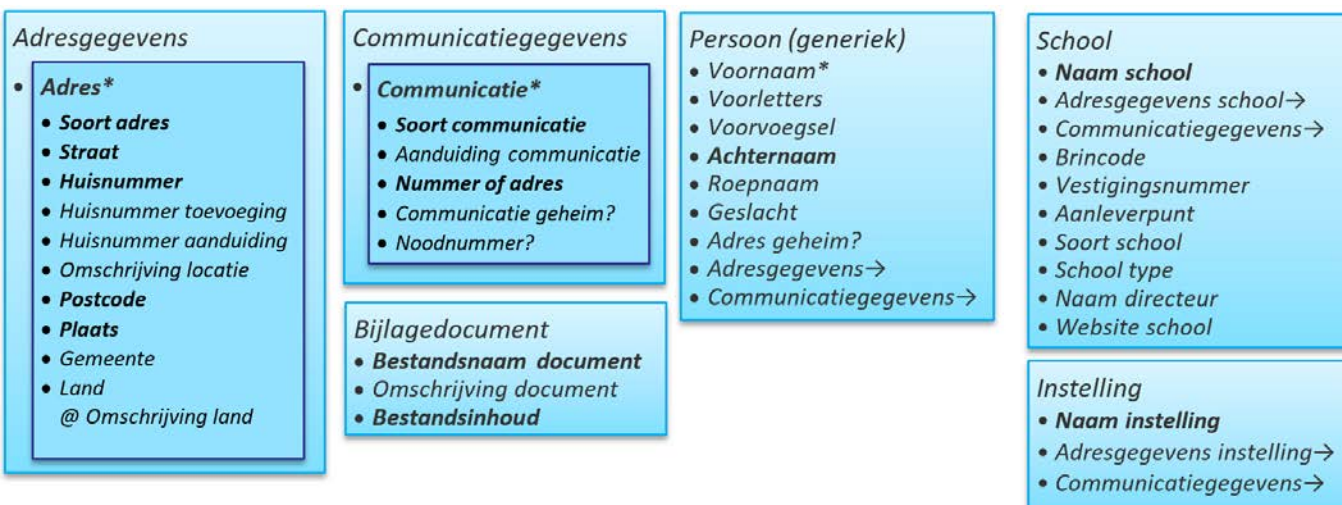 Adresgegevens
• Adres*
• Soort adres
• Straat
• Huisnummer
• Huisnummer toevoeging
• Huisnummer aanduiding
• Omschrijving locatie
• Postcode
• Plaats
• Gemeente
• Land
@ Omschrijving land
Communicatiegegevens
• Communicatie*
• Soort communicatie
• Aanduiding communicatie
• Nummer of adres
• Communicatie geheim?
• Noodnummer?
Bijlagedocument
• Bestandsnaam document
• Omschrijving document
• Bestandsinhoud
Persoon (generiek)
• Voornaam*
• Voorletters
• Voorvoegsel
• Achternaam
• Roepnaam
• Geslacht
• Adres geheim?
• Adresgegevens→
• Communicatiegegevens→
School
• Naam school
• Adresgegevens school→
• Communicatiegegevens→
• Brincode
• Vestigingsnummer
• Aanleverpunt
• Soort school
• School type
• Naam directeur
• Website school
Instelling
• Naam instelling
• Adresgegevens instelling→
• Communicatiegegevens→